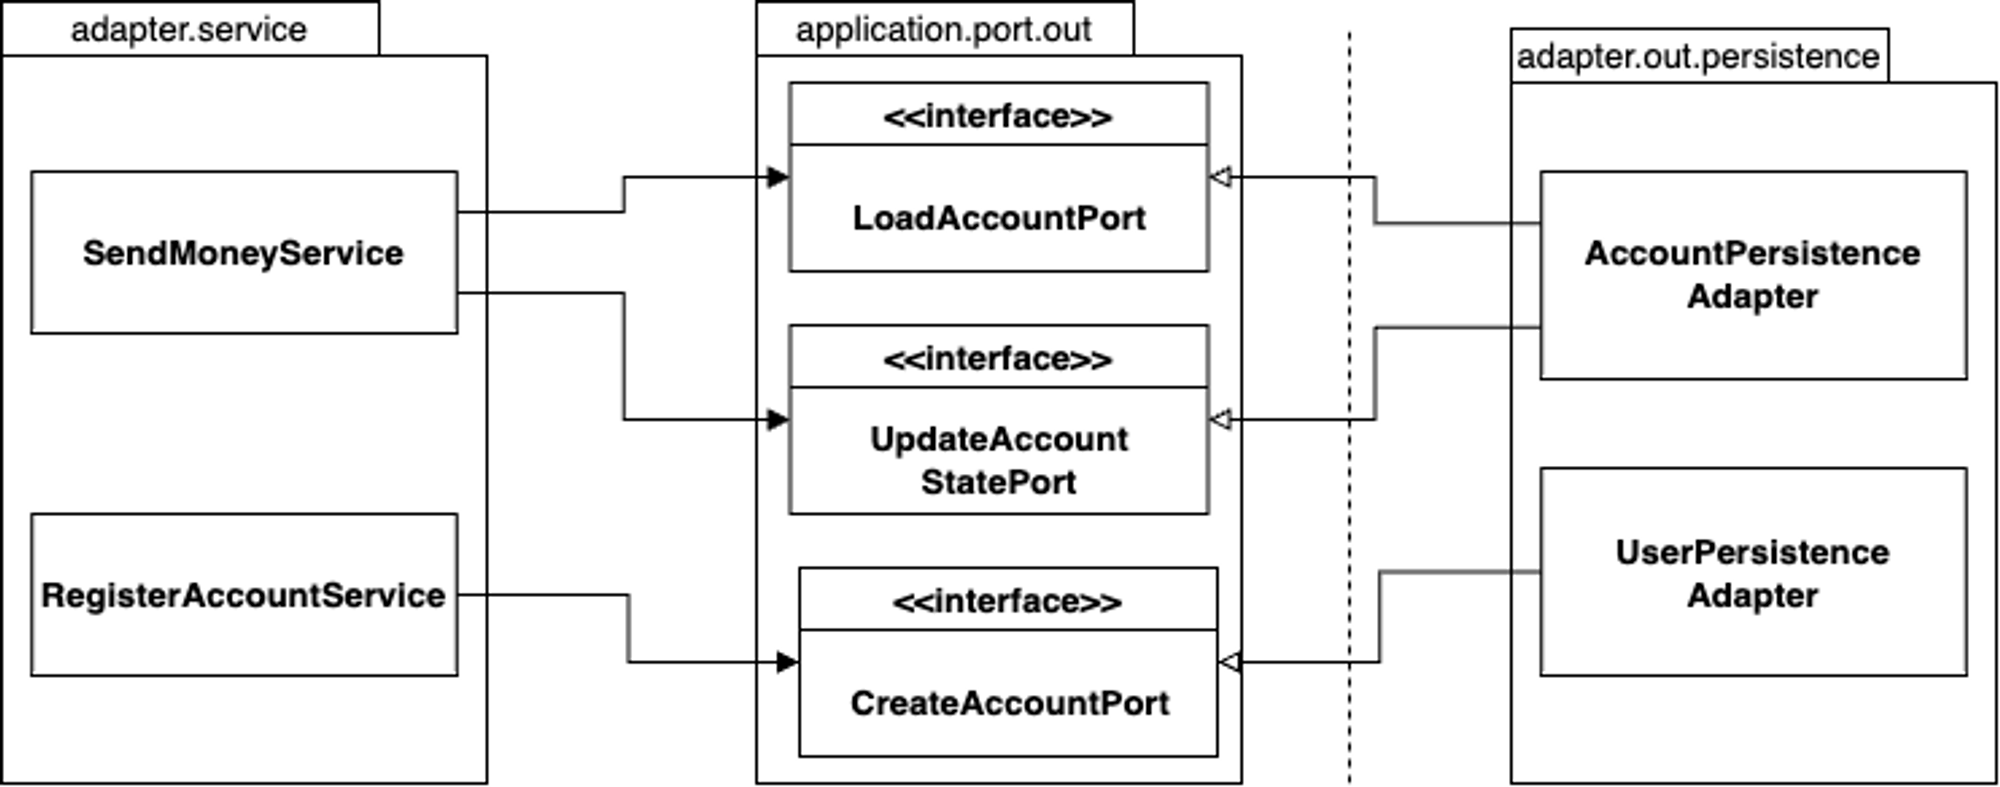 adapter.service
SendMoneyService
RegisterAccountService
application.port.out
<<interface>>
LoadAccountPort
<<interface>>
UpdateAccount
StatePort
<<interface>>
CreateAccountPort
adapter.out.persistence
AccountPersistence
Adapter
UserPersistence
Adapter